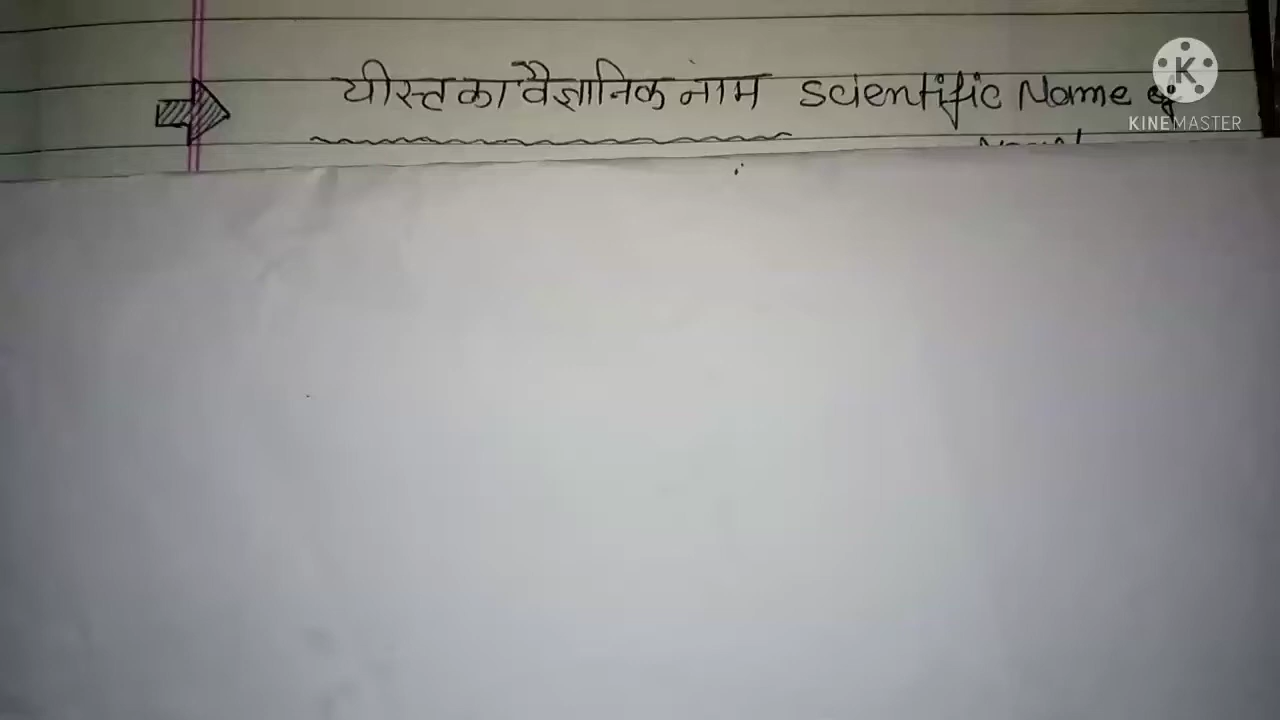 यीस्त का वैज्ञानिक नाम Scientific Name of
KINEMASTER